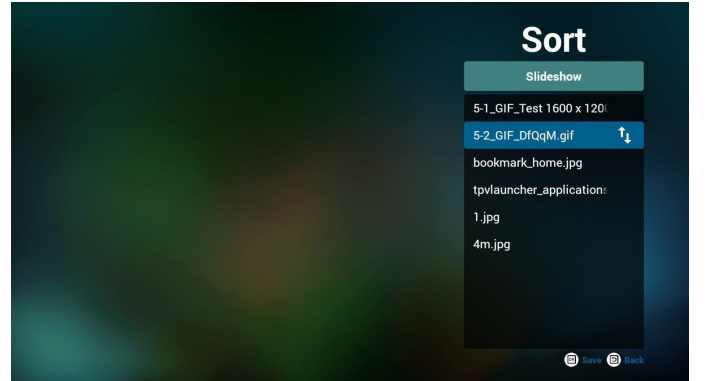 Sort
Slideshow
5-1_GIF_Test 1600 x 120
5-2_GIF_DfQqM.gif
bookmark_home.jpg
tpvlauncher_applications
1.jpg
4m.jpg
Save Back